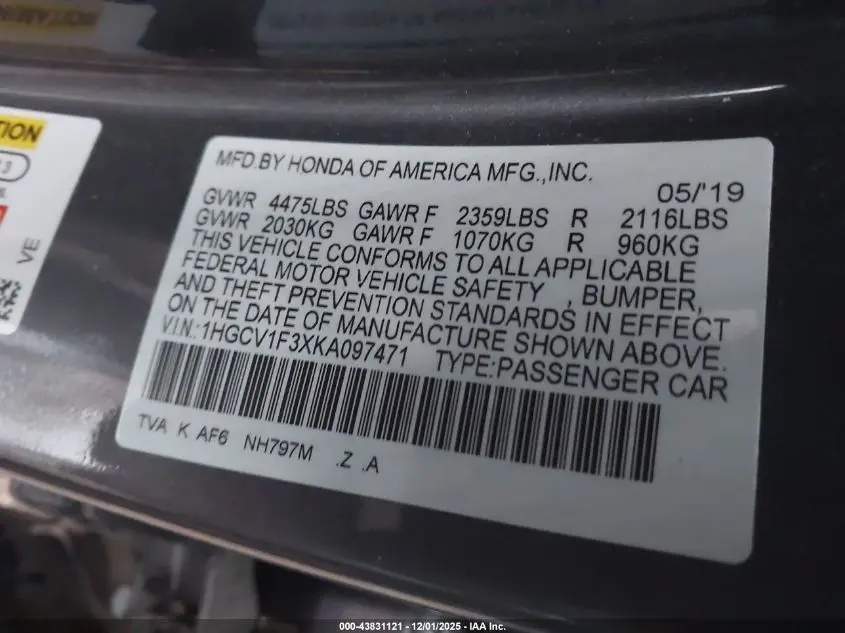 TION
VE
MFD.BY HONDA OF AMERICA MFG.,INC.
05/'19
GVWR 4475LBS GAWR F 2359LBS R 2116LBS
GVWR 2030KG GAWR F 1070KG R 960KG
THIS VEHICLE CONFORMS TO ALL APPLICABLE
FEDERAL MOTOR VEHICLE SAFETY , BUMPER,
AND THEFT PREVENTION STANDARDS IN EFFECT
ON THE DATE OF MANUFACTURE SHOWN ABOVE.
V.I.N.:1HGCV1F3XKA097471 TYPE:PASSENGER CAR
TVA K AF6 NH797M .Z .A
000-43831121 - 12/01/2025 - IAA Inc.